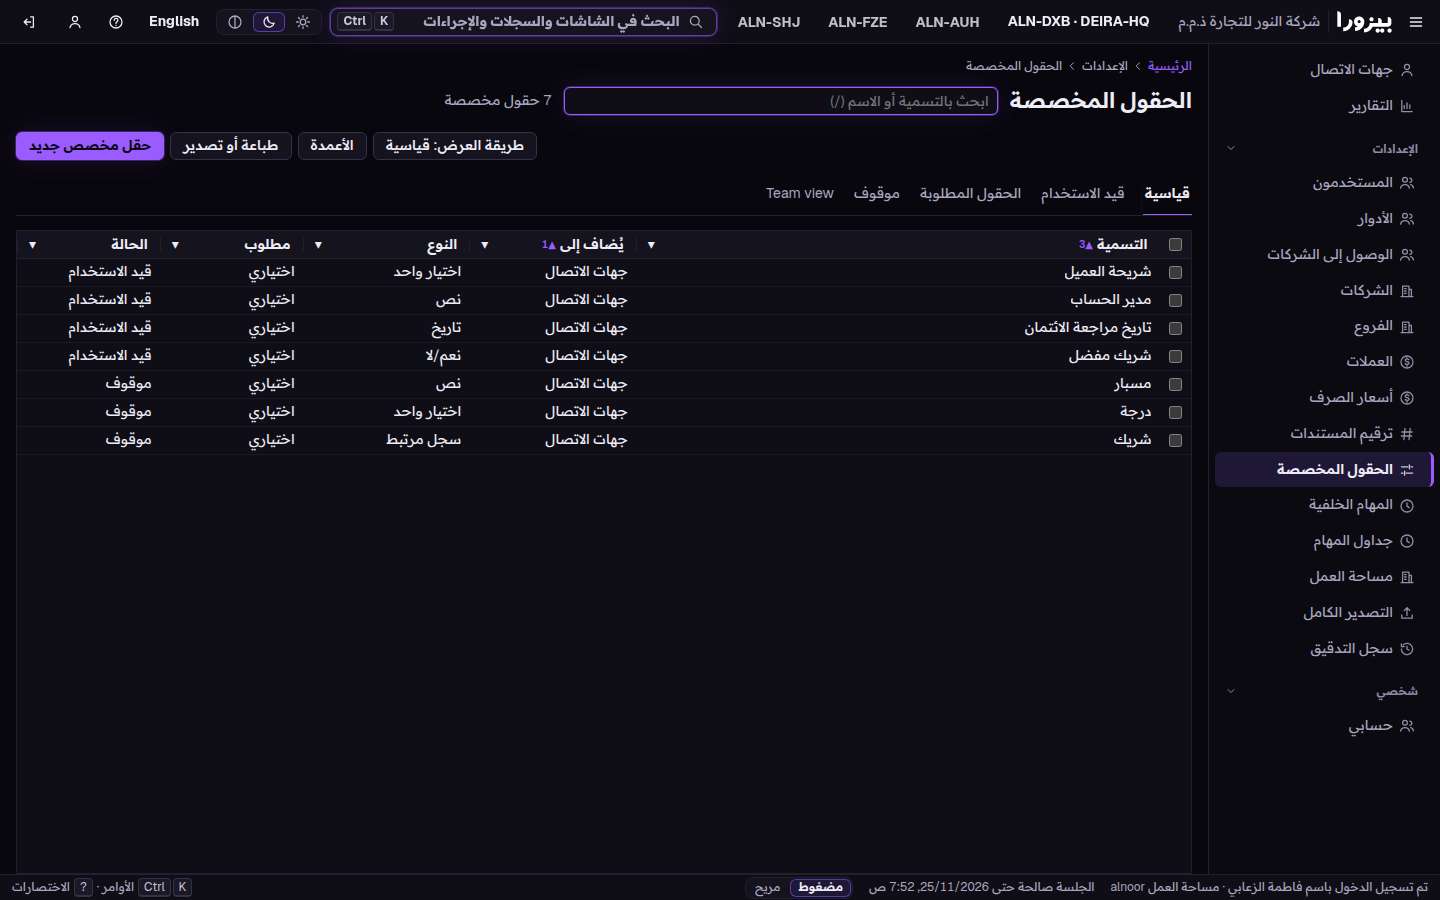 بيزورا شركة النور للتجارة ذ.م.م ALN-DXB · DEIRA-HQ ALN-AUH ALN-FZE ALN-SHJ البحث في الشاشات والسجلات والإجراءات Ctrl K English
جهات الاتصال
التقارير
الإعدادات
المستخدمون
الأدوار
الوصول إلى الشركات
الشركات
الفروع
العملات
أسعار الصرف
ترقيم المستندات
الحقول المخصصة
المهام الخلفية
جداول المهام
مساحة العمل
التصدير الكامل
سجل التدقيق
شخصي
حسابي
الرئيسية › الإعدادات › الحقول المخصصة
الحقول المخصصة ابحث بالتسمية أو الاسم (/) 7 حقول مخصصة
طريقة العرض: قياسية الأعمدة طباعة أو تصدير حقل مخصص جديد
قياسية قيد الاستخدام الحقول المطلوبة موقوف Team view
التسمية ▲3 ▼ يُضاف إلى ▲1 ▼ النوع ▼ مطلوب ▼ الحالة ▼
شريحة العميل جهات الاتصال اختيار واحد اختياري قيد الاستخدام
مدير الحساب جهات الاتصال نص اختياري قيد الاستخدام
تاريخ مراجعة الائتمان جهات الاتصال تاريخ اختياري قيد الاستخدام
شريك مفضل جهات الاتصال نعم/لا اختياري قيد الاستخدام
مسبار جهات الاتصال نص اختياري موقوف
درجة جهات الاتصال اختيار واحد اختياري موقوف
شريك جهات الاتصال سجل مرتبط اختياري موقوف
تم تسجيل الدخول باسم فاطمة الزعابي · مساحة العمل alnoor الجلسة صالحة حتى 25/11/2026, 7:52 ص مضغوط مريح Ctrl K الأوامر · ? الاختصارات